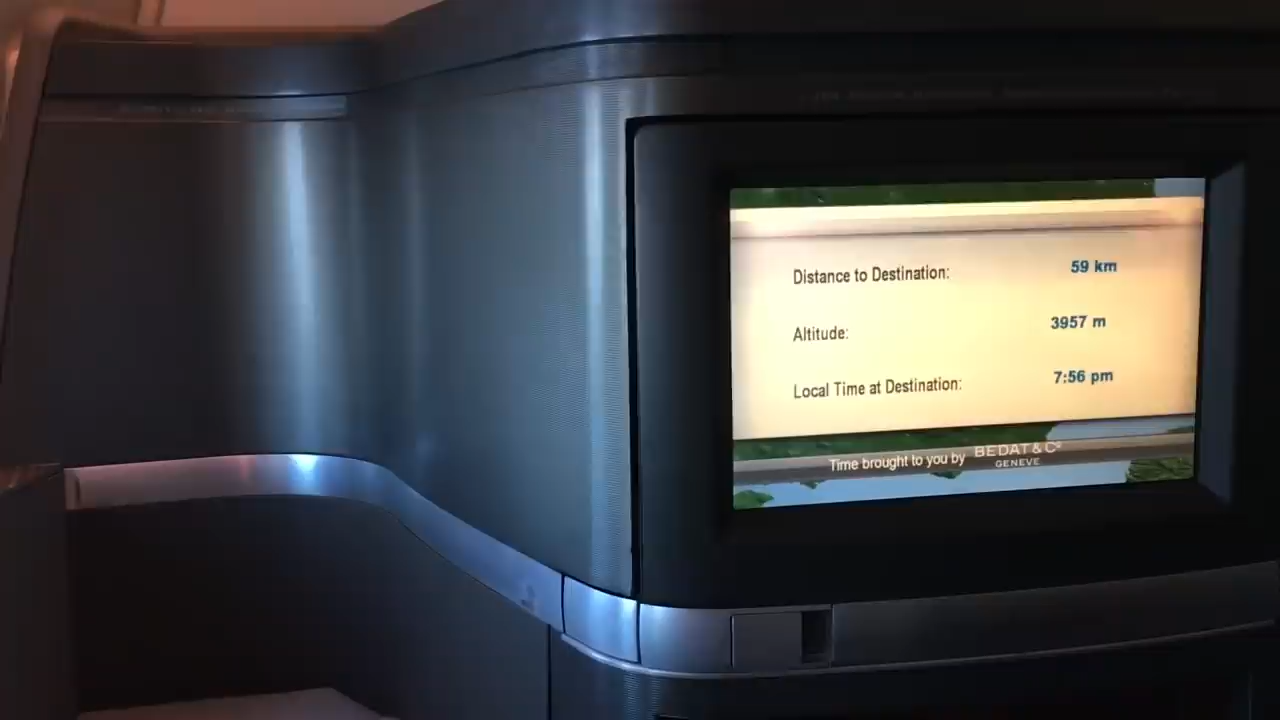 Distance to Destination: 59 km
Altitude: 3957 m
Local Time at Destination: 7:56 pm
Time brought to you by BEDAT & Cº
GENEVE